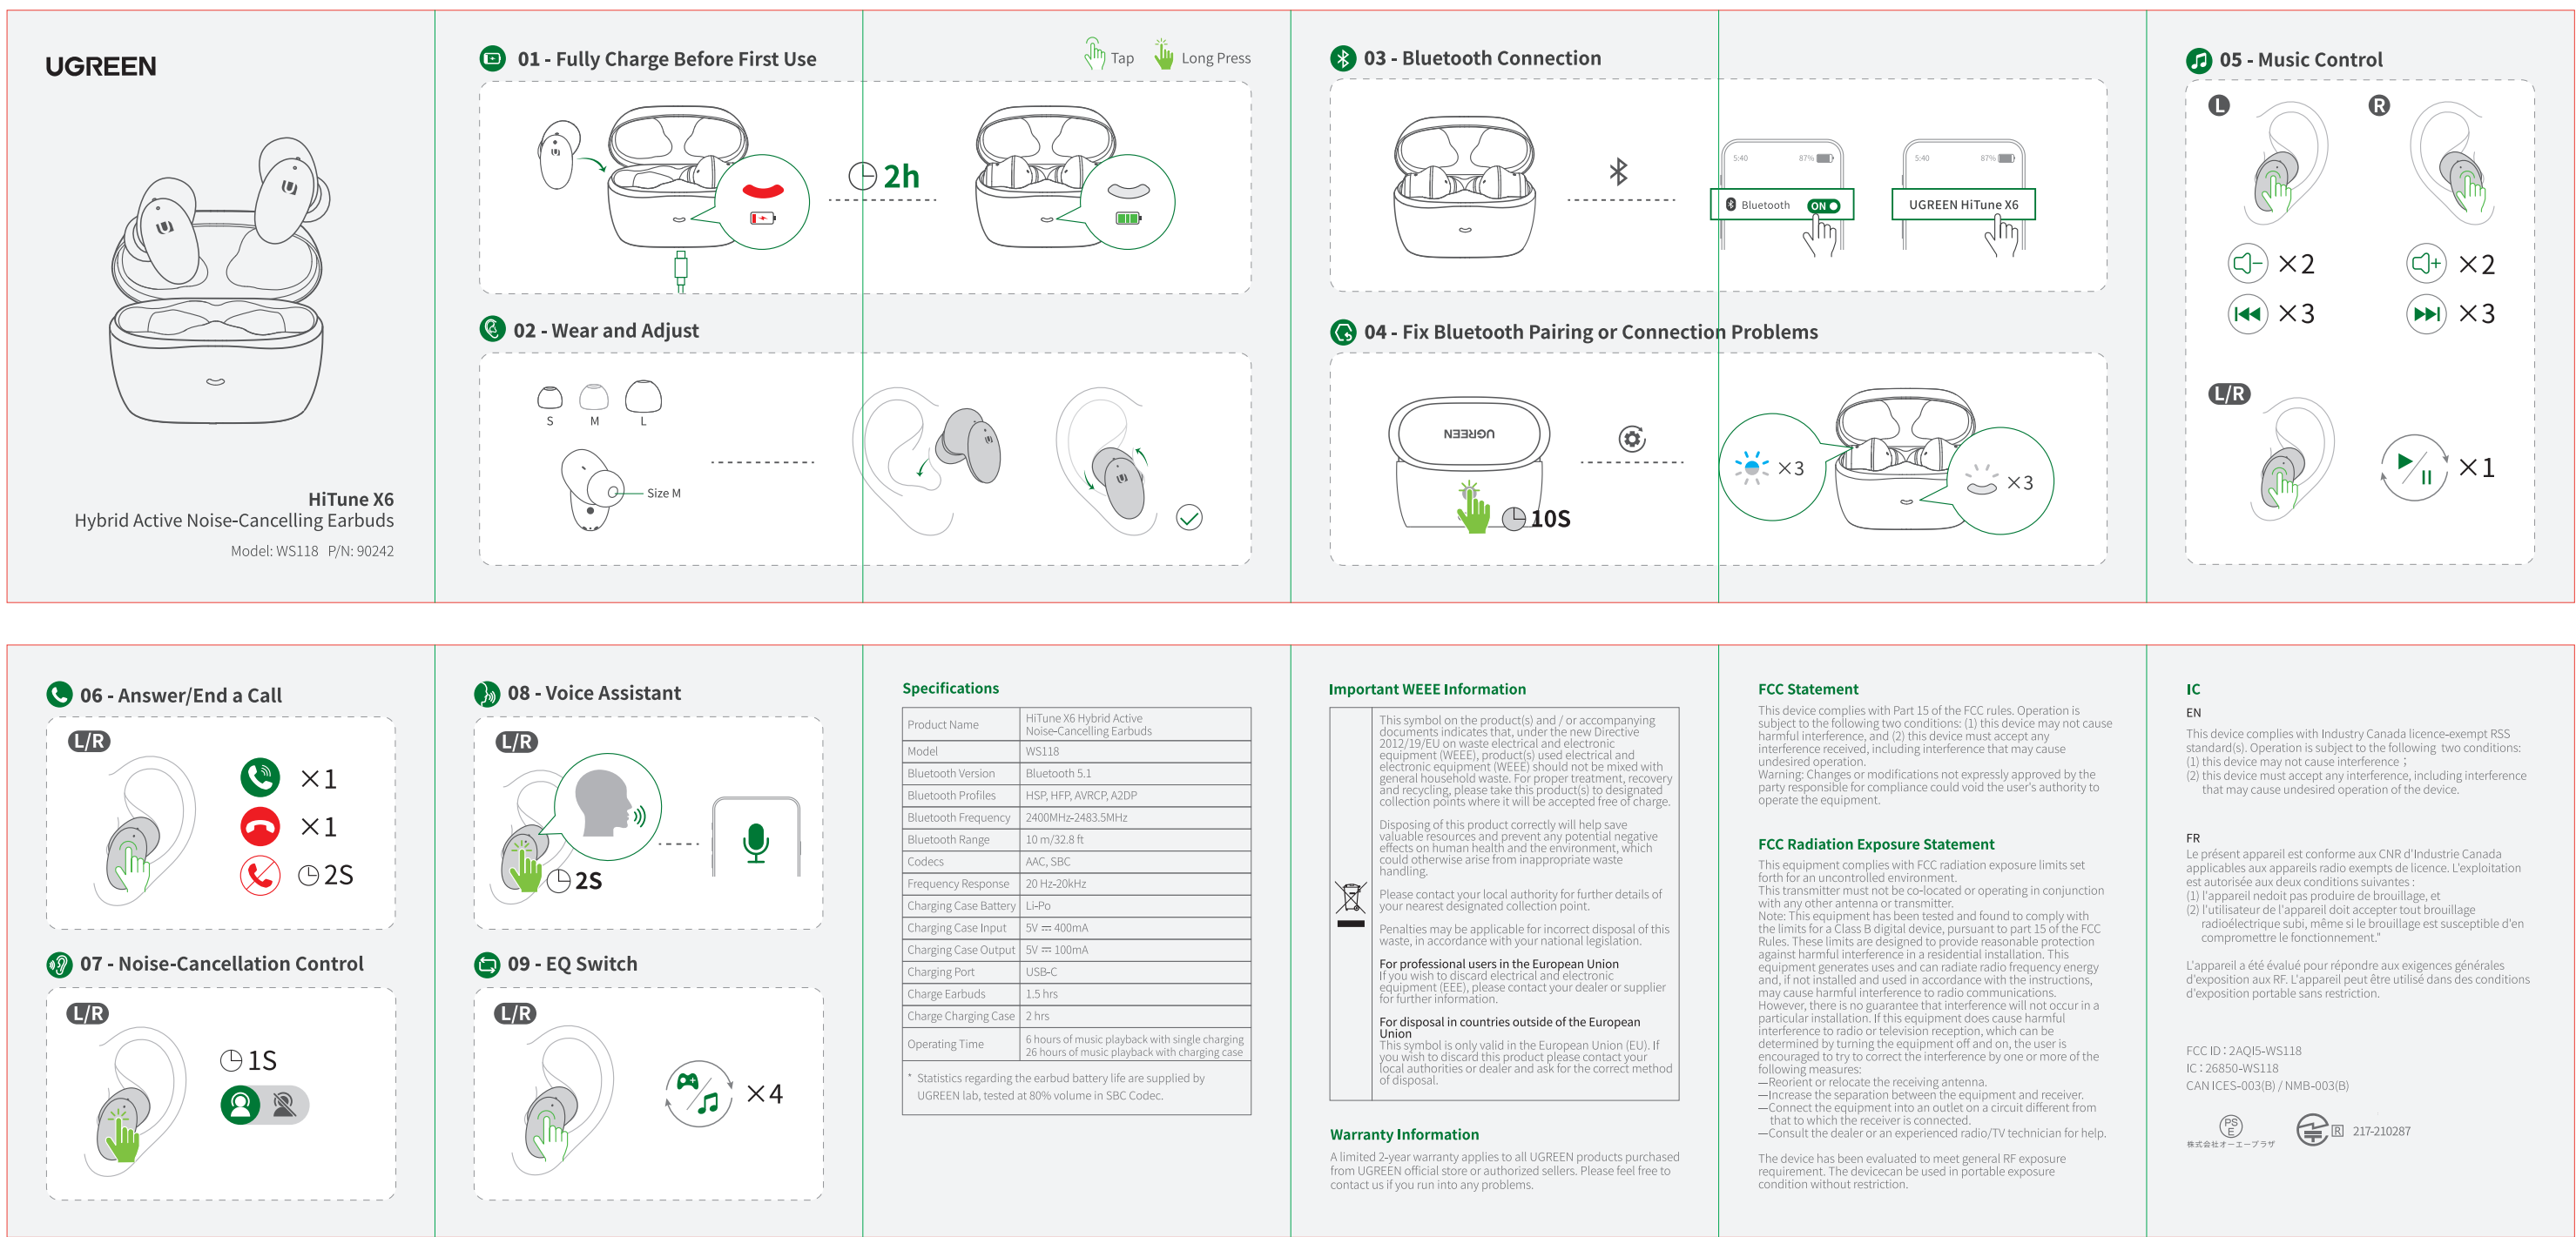 UGREEN
HiTune X6
Hybrid Active Noise-Cancelling Earbuds
Model: WS118 P/N: 90242
01 - Fully Charge Before First Use
Tap
Long Press
2h
02 - Wear and Adjust
S
M
L
Size M
03 - Bluetooth Connection
5:40
87%
Bluetooth
ON
5:40
87%
UGREEN HiTune X6
04 - Fix Bluetooth Pairing or Connection Problems
UGREEN
10S
×3
×3
05 - Music Control
L
R
×2
×2
×3
×3
L/R
×1
06 - Answer/End a Call
L/R
×1
×1
2S
07 - Noise-Cancellation Control
L/R
1S
08 - Voice Assistant
L/R
2S
09 - EQ Switch
L/R
×4
Specifications
Product Name
HiTune X6 Hybrid Active
Noise-Cancelling Earbuds
Model
WS118
Bluetooth Version
Bluetooth 5.1
Bluetooth Profiles
HSP, HFP, AVRCP, A2DP
Bluetooth Frequency
2400MHz-2483.5MHz
Bluetooth Range
10 m/32.8 ft
Codecs
AAC, SBC
Frequency Response
20 Hz-20kHz
Charging Case Battery
Li-Po
Charging Case Input
5V ⎓ 400mA
Charging Case Output
5V ⎓ 100mA
Charging Port
USB-C
Charge Earbuds
1.5 hrs
Charge Charging Case
2 hrs
Operating Time
6 hours of music playback with single charging
26 hours of music playback with charging case
* Statistics regarding the earbud battery life are supplied by
UGREEN lab, tested at 80% volume in SBC Codec.
Important WEEE Information
This symbol on the product(s) and / or accompanying
documents indicates that, under the new Directive
2012/19/EU on waste electrical and electronic
equipment (WEEE), product(s) used electrical and
electronic equipment (WEEE) should not be mixed with
general household waste. For proper treatment, recovery
and recycling, please take this product(s) to designated
collection points where it will be accepted free of charge.
Disposing of this product correctly will help save
valuable resources and prevent any potential negative
effects on human health and the environment, which
could otherwise arise from inappropriate waste
handling.
Please contact your local authority for further details of
your nearest designated collection point.
Penalties may be applicable for incorrect disposal of this
waste, in accordance with your national legislation.
For professional users in the European Union
If you wish to discard electrical and electronic
equipment (EEE), please contact your dealer or supplier
for further information.
For disposal in countries outside of the European
Union
This symbol is only valid in the European Union (EU). If
you wish to discard this product please contact your
local authorities or dealer and ask for the correct method
of disposal.
Warranty Information
A limited 2-year warranty applies to all UGREEN products purchased
from UGREEN official store or authorized sellers. Please feel free to
contact us if you run into any problems.
FCC Statement
This device complies with Part 15 of the FCC rules. Operation is
subject to the following two conditions: (1) this device may not cause
harmful interference, and (2) this device must accept any
interference received, including interference that may cause
undesired operation.
Warning: Changes or modifications not expressly approved by the
party responsible for compliance could void the user's authority to
operate the equipment.
FCC Radiation Exposure Statement
This equipment complies with FCC radiation exposure limits set
forth for an uncontrolled environment.
This transmitter must not be co-located or operating in conjunction
with any other antenna or transmitter.
Note: This equipment has been tested and found to comply with
the limits for a Class B digital device, pursuant to part 15 of the FCC
Rules. These limits are designed to provide reasonable protection
against harmful interference in a residential installation. This
equipment generates uses and can radiate radio frequency energy
and, if not installed and used in accordance with the instructions,
may cause harmful interference to radio communications.
However, there is no guarantee that interference will not occur in a
particular installation. If this equipment does cause harmful
interference to radio or television reception, which can be
determined by turning the equipment off and on, the user is
encouraged to try to correct the interference by one or more of the
following measures:
—Reorient or relocate the receiving antenna.
—Increase the separation between the equipment and receiver.
—Connect the equipment into an outlet on a circuit different from
that to which the receiver is connected.
—Consult the dealer or an experienced radio/TV technician for help.
The device has been evaluated to meet general RF exposure
requirement. The devicecan be used in portable exposure
condition without restriction.
IC
EN
This device complies with Industry Canada licence-exempt RSS
standard(s). Operation is subject to the following two conditions:
(1) this device may not cause interference ;
(2) this device must accept any interference, including interference
that may cause undesired operation of the device.
FR
Le présent appareil est conforme aux CNR d'Industrie Canada
applicables aux appareils radio exempts de licence. L'exploitation
est autorisée aux deux conditions suivantes :
(1) l'appareil nedoit pas produire de brouillage, et
(2) l'utilisateur de l'appareil doit accepter tout brouillage
radioélectrique subi, même si le brouillage est susceptible d'en
compromettre le fonctionnement."
L'appareil a été évalué pour répondre aux exigences générales
d'exposition aux RF. L'appareil peut être utilisé dans des conditions
d'exposition portable sans restriction.
FCC ID : 2AQI5-WS118
IC : 26850-WS118
CAN ICES-003(B) / NMB-003(B)
PS
E
株式会社オーエープラザ
R 217-210287